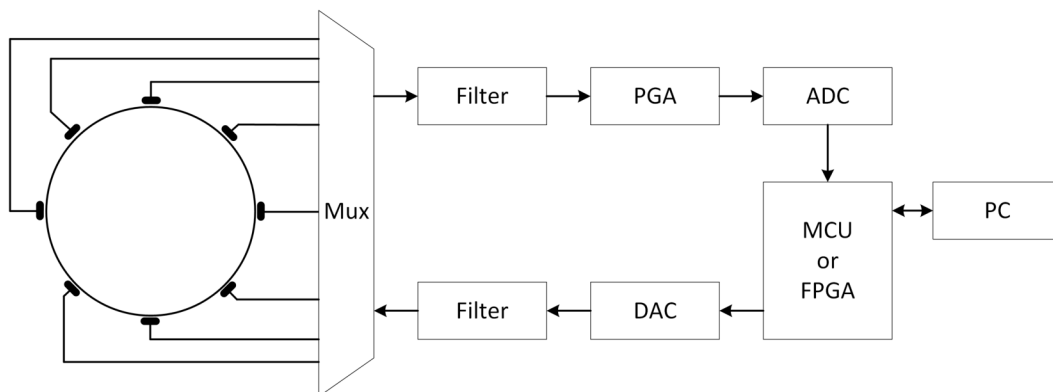 Filter
PGA
ADC
Mux
MCU
or
FPGA
PC
Filter
DAC